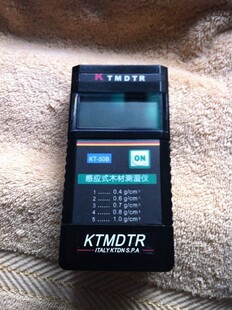 KTMDTR
KT-50B ON
感应式木材测湿仪
1 ...... 0.4 g/cm³
2 ...... 0.6 g/cm³
3 ...... 0.7 g/cm³
4 ...... 0.8 g/cm³
5 ...... 1.0 g/cm³
KTMDTR
ITALY KTDN S.P.A